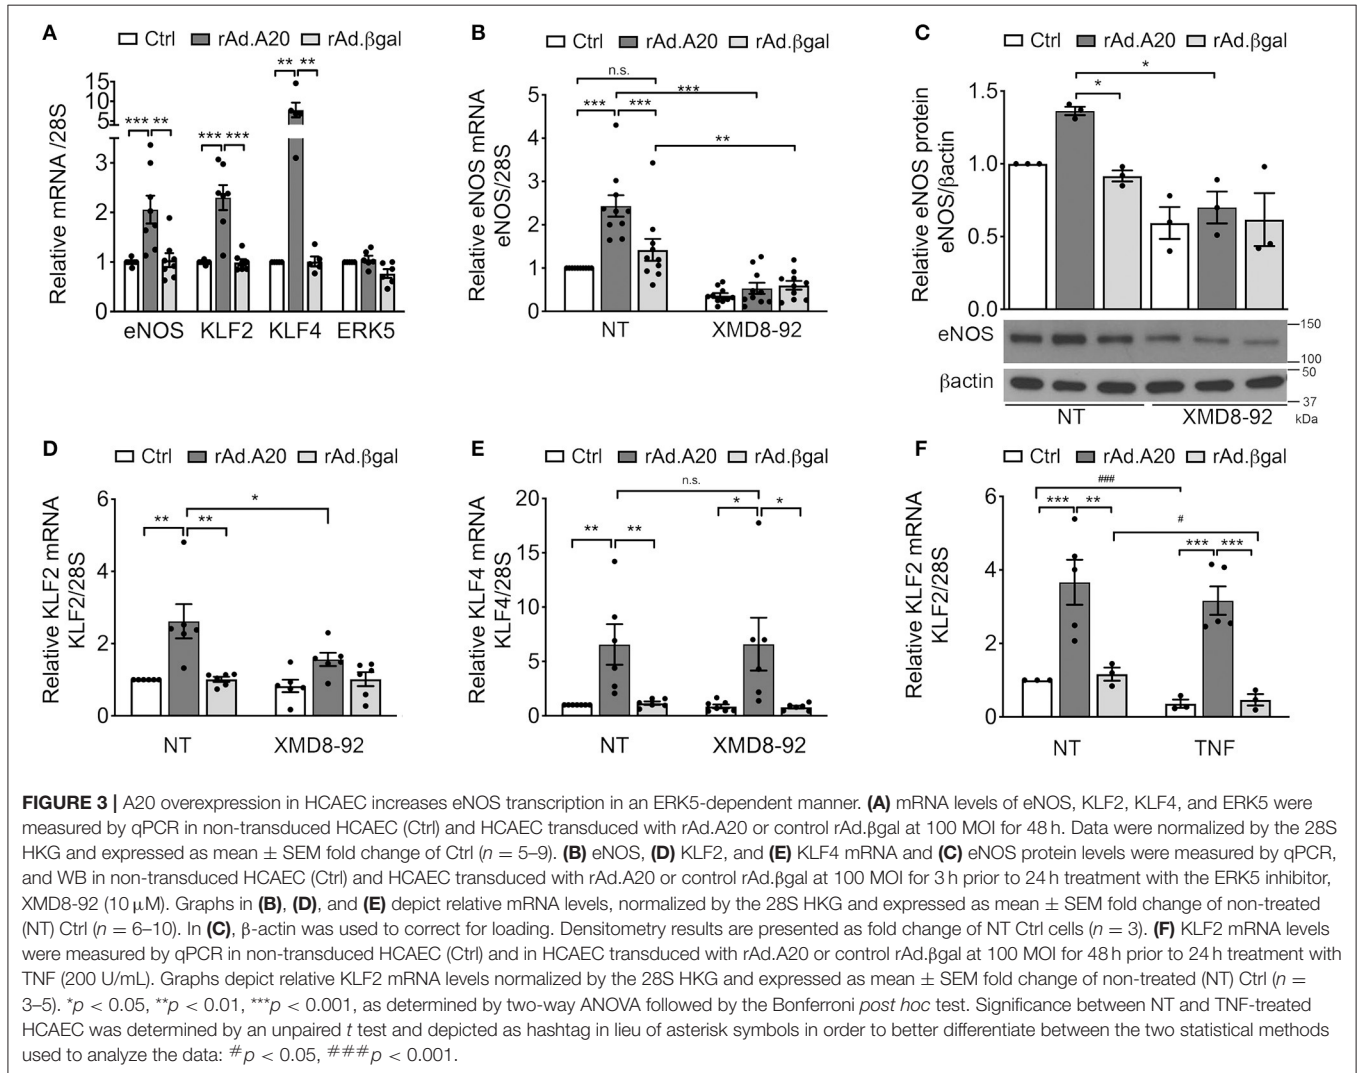 A
Ctrl rAd.A20 rAd.βgal
** **
15
10
5
*** **
*** ***
3
2
1
0
Relative mRNA /28S
eNOS KLF2 KLF4 ERK5
B
Ctrl rAd.A20 rAd.βgal
n.s.
***
*** ***
**
5
4
3
2
1
0
Relative eNOS mRNA
eNOS/28S
NT XMD8-92
C
Ctrl rAd.A20 rAd.βgal
*
*
1.5
1.0
0.5
0.0
Relative eNOS protein
eNOS/βactin
eNOS
150
100
βactin
50
37
NT XMD8-92 kDa
D
Ctrl rAd.A20 rAd.βgal
*
** **
6
4
2
0
Relative KLF2 mRNA
KLF2/28S
NT XMD8-92
E
Ctrl rAd.A20 rAd.βgal
n.s.
* *
** **
20
15
10
5
0
Relative KLF4 mRNA
KLF4/28S
NT XMD8-92
F
Ctrl rAd.A20 rAd.βgal
###
*** **
#
*** ***
6
4
2
0
Relative KLF2 mRNA
KLF2/28S
NT TNF
FIGURE 3 | A20 overexpression in HCAEC increases eNOS transcription in an ERK5-dependent manner. (A) mRNA levels of eNOS, KLF2, KLF4, and ERK5 were
measured by qPCR in non-transduced HCAEC (Ctrl) and HCAEC transduced with rAd.A20 or control rAd.βgal at 100 MOI for 48 h. Data were normalized by the 28S
HKG and expressed as mean ± SEM fold change of Ctrl (n = 5–9). (B) eNOS, (D) KLF2, and (E) KLF4 mRNA and (C) eNOS protein levels were measured by qPCR,
and WB in non-transduced HCAEC (Ctrl) and HCAEC transduced with rAd.A20 or control rAd.βgal at 100 MOI for 3 h prior to 24 h treatment with the ERK5 inhibitor,
XMD8-92 (10 μM). Graphs in (B), (D), and (E) depict relative mRNA levels, normalized by the 28S HKG and expressed as mean ± SEM fold change of non-treated
(NT) Ctrl (n = 6–10). In (C), β-actin was used to correct for loading. Densitometry results are presented as fold change of NT Ctrl cells (n = 3). (F) KLF2 mRNA levels
were measured by qPCR in non-transduced HCAEC (Ctrl) and in HCAEC transduced with rAd.A20 or control rAd.βgal at 100 MOI for 48 h prior to 24 h treatment with
TNF (200 U/mL). Graphs depict relative KLF2 mRNA levels normalized by the 28S HKG and expressed as mean ± SEM fold change of non-treated (NT) Ctrl (n =
3–5). *p < 0.05, **p < 0.01, ***p < 0.001, as determined by two-way ANOVA followed by the Bonferroni post hoc test. Significance between NT and TNF-treated
HCAEC was determined by an unpaired t test and depicted as hashtag in lieu of asterisk symbols in order to better differentiate between the two statistical methods
used to analyze the data: #p < 0.05, ###p < 0.001.